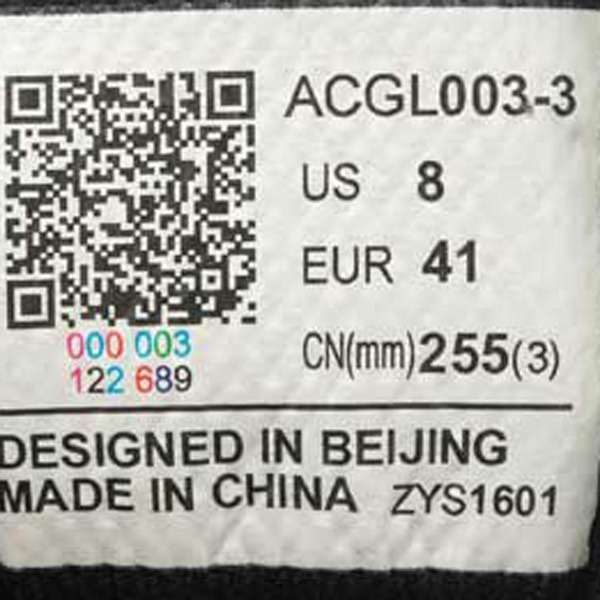 ACGL003-3
US 8
EUR 41
CN(mm)255(3)
000 003
122 689
DESIGNED IN BEIJING
MADE IN CHINA ZYS1601